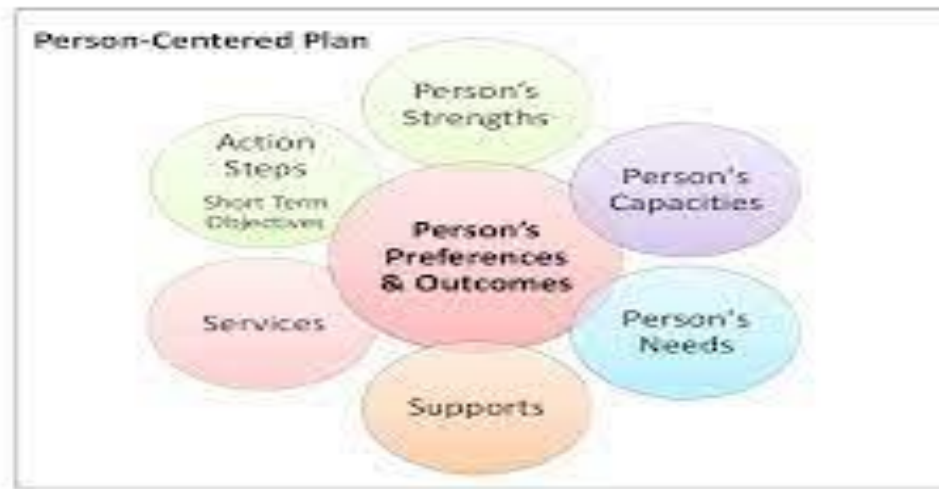 Person-Centered Plan
Person's
Strengths
Action
Steps
Short Term
Objectives
Person's
Capacities
Person's
Preferences
& Outcomes
Services
Person's
Needs
Supports